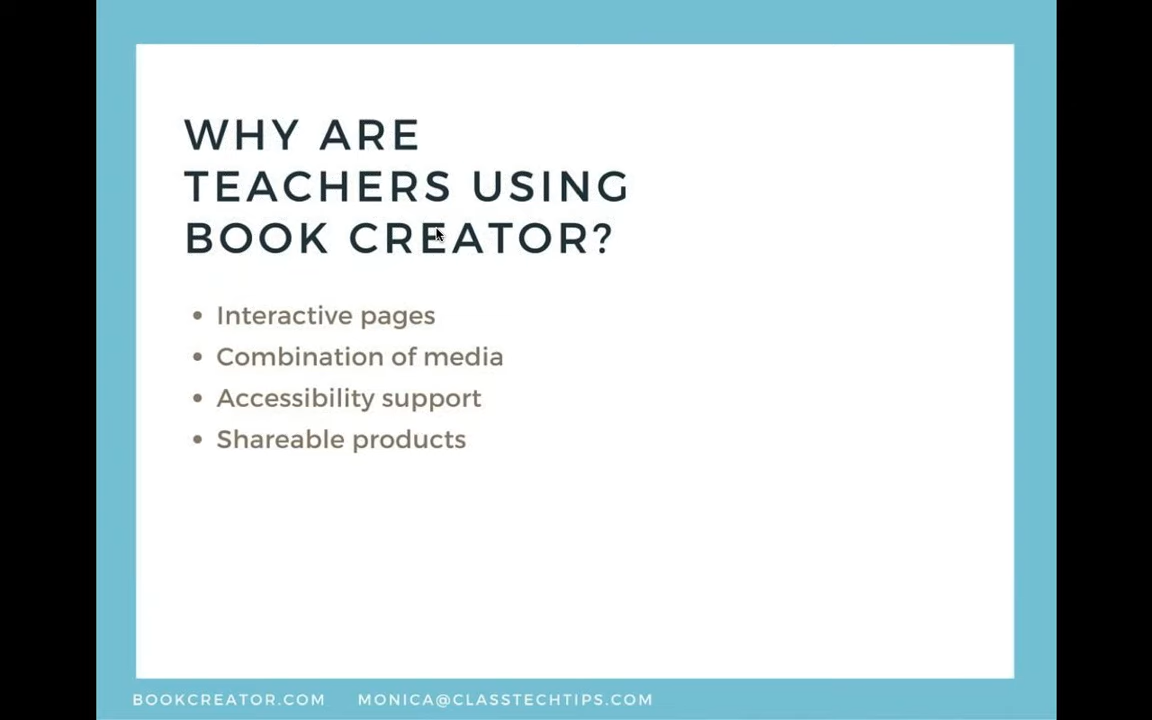 WHY ARE
TEACHERS USING
BOOK CREATOR?
• Interactive pages
• Combination of media
• Accessibility support
• Shareable products
BOOKCREATOR.COM MONICA@CLASSTECHTIPS.COM